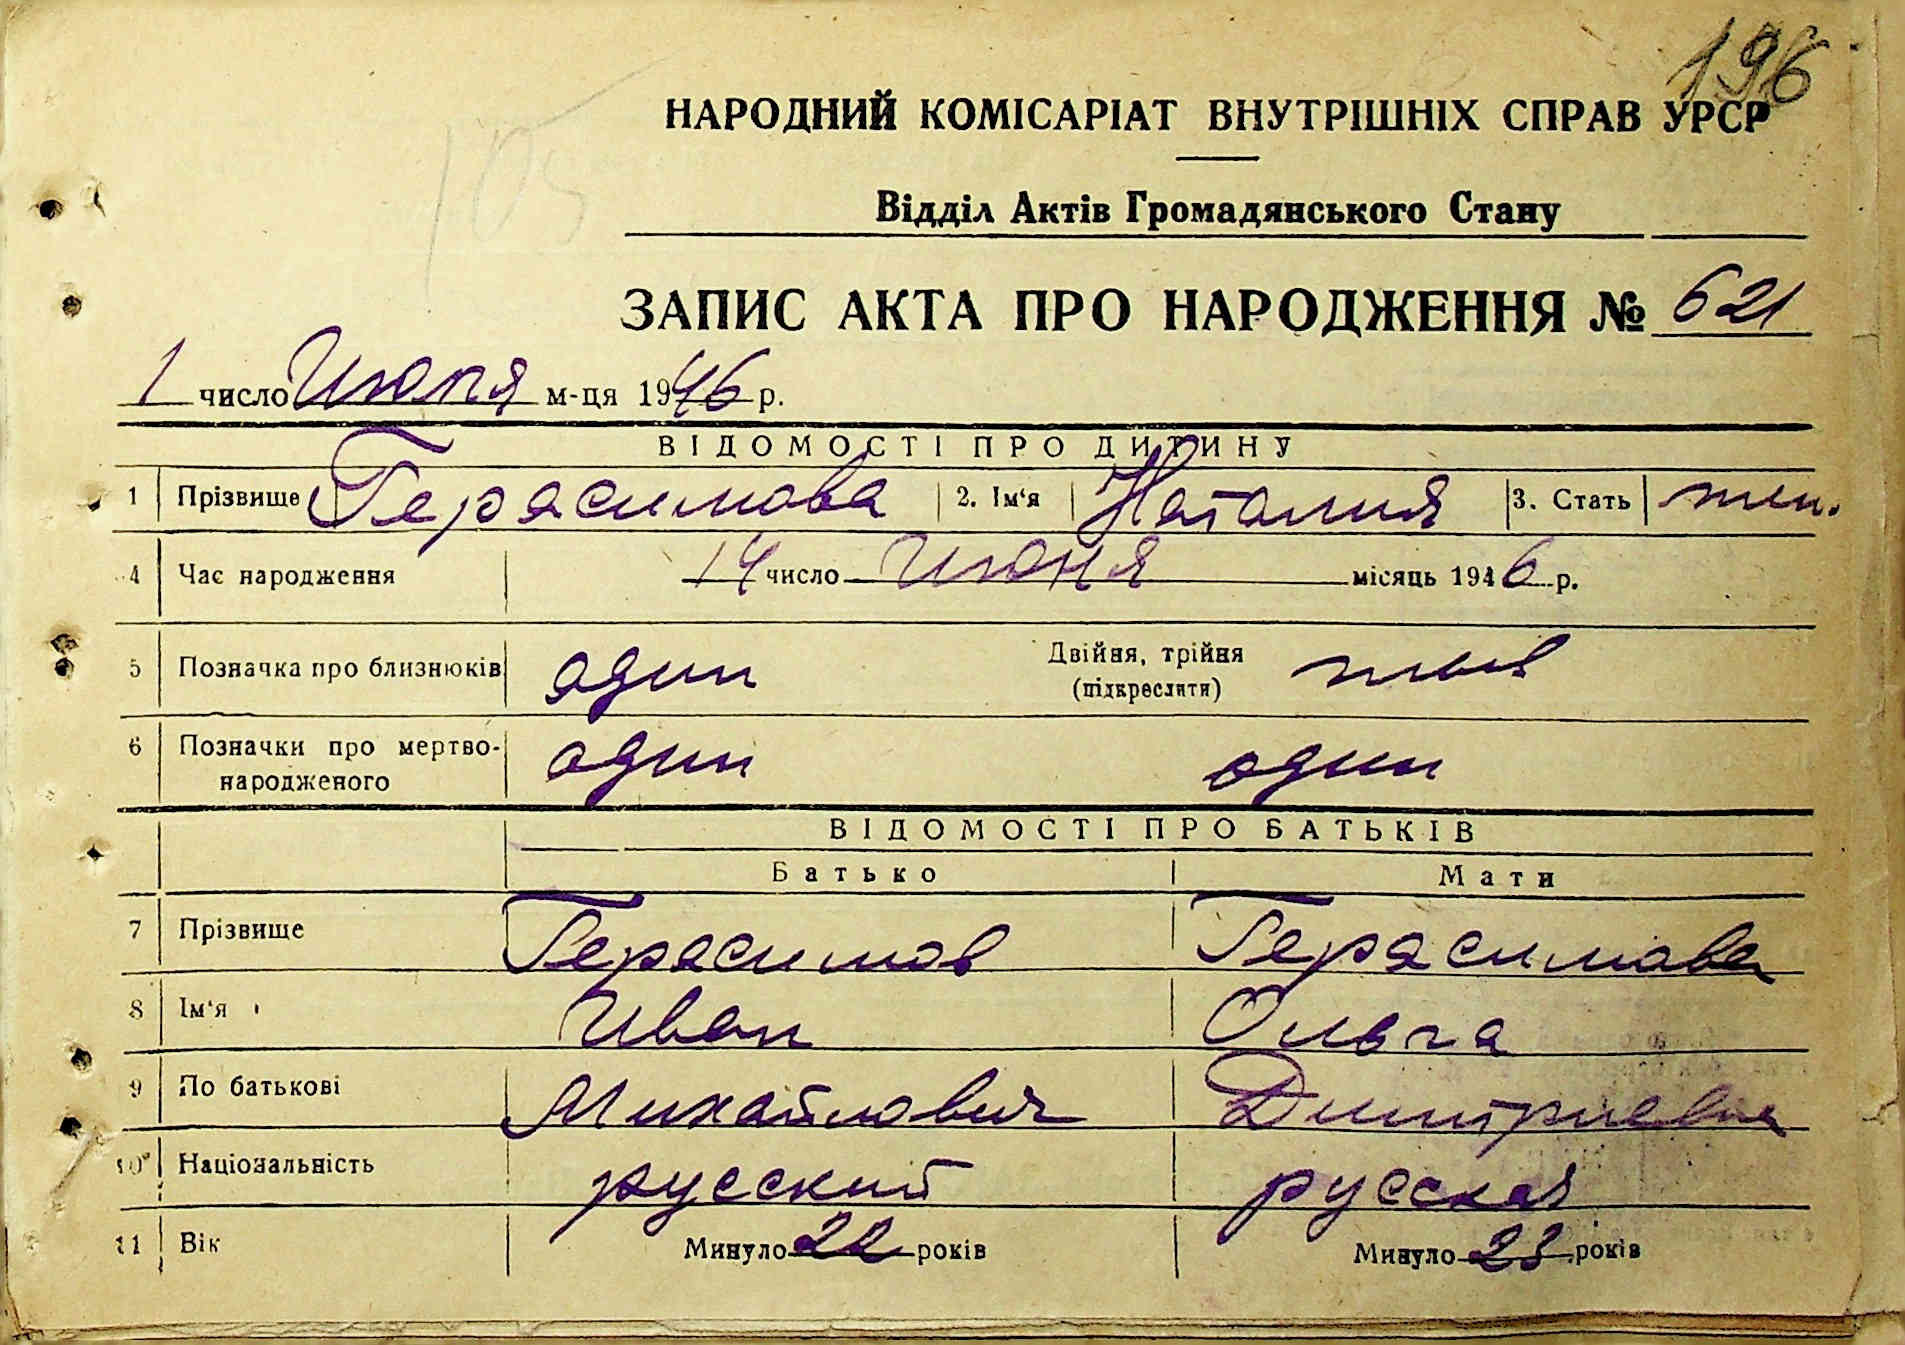 196
105
НАРОДНИЙ КОМІСАРІАТ ВНУТРІШНІХ СПРАВ УРСР
Відділ Актів Громадянського Стану
ЗАПИС АКТА ПРО НАРОДЖЕННЯ № 621
1 число Июля м-ця 1946 р.
ВІДОМОСТІ ПРО ДИТИНУ
1 Прізвище Герасимова 2. Ім'я Наталия 3. Стать жен.
4 Час народження 14 число Июня місяць 1946 р.
5 Позначка про близнюків один Двійня, трійня
(підкреслити)
6 Позначки про мертво- один один
народженого
ВІДОМОСТІ ПРО БАТЬКІВ
Батько Мати
7 Прізвище Герасимов Герасимова
8 Ім'я Иван Ольга
9 По батькові Михайлович Дмитриевна
10 Національність русский русская
11 Вік Минуло 22 років Минуло 23 років